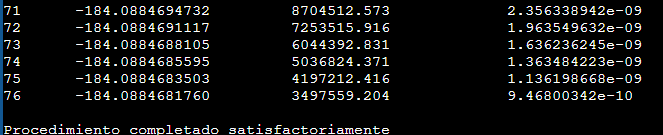 71 -184.0884694732 8704512.573 2.356338942e-09
72 -184.0884691117 7253515.916 1.963549632e-09
73 -184.0884688105 6044392.831 1.636236245e-09
74 -184.0884685595 5036824.371 1.363484223e-09
75 -184.0884683503 4197212.416 1.136198668e-09
76 -184.0884681760 3497559.204 9.46800342e-10
Procedimiento completado satisfactoriamente